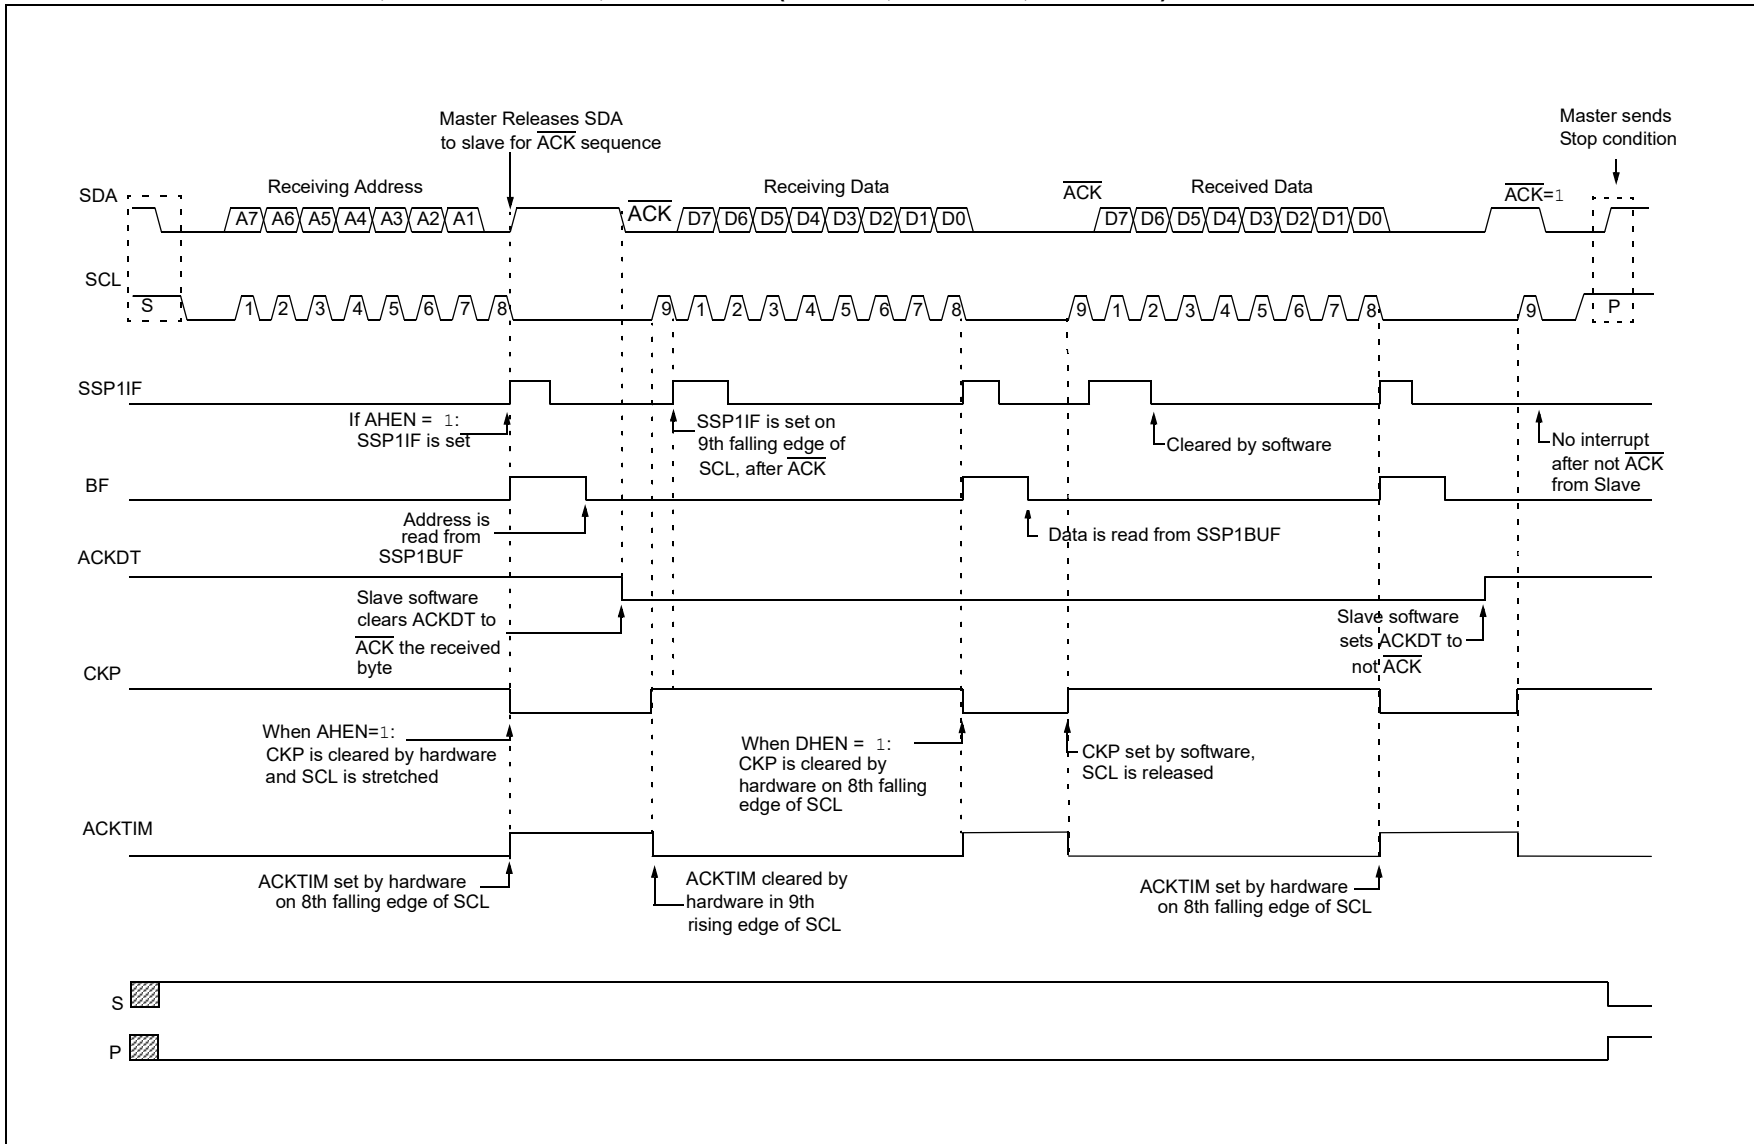 Master Releases SDA
to slave for ACK sequence
Master sends
Stop condition
SDA
Receiving Address
Receiving Data
ACK
Received Data
ACK=1
A7 A6 A5 A4 A3 A2 A1
ACK
D7 D6 D5 D4 D3 D2 D1 D0
D7 D6 D5 D4 D3 D2 D1 D0
SCL
S
1 2 3 4 5 6 7 8
9 1 2 3 4 5 6 7 8
9 1 2 3 4 5 6 7 8
9
P
SSP1IF
If AHEN = 1:
SSP1IF is set
SSP1IF is set on
9th falling edge of
SCL, after ACK
Cleared by software
No interrupt
after not ACK
from Slave
BF
Address is
read from
SSP1BUF
Data is read from SSP1BUF
ACKDT
Slave software
clears ACKDT to
ACK the received
byte
Slave software
sets ACKDT to
not ACK
CKP
When AHEN=1:
CKP is cleared by hardware
and SCL is stretched
When DHEN = 1:
CKP is cleared by
hardware on 8th falling
edge of SCL
CKP set by software,
SCL is released
ACKTIM
ACKTIM set by hardware
on 8th falling edge of SCL
ACKTIM cleared by
hardware in 9th
rising edge of SCL
ACKTIM set by hardware
on 8th falling edge of SCL
S
P